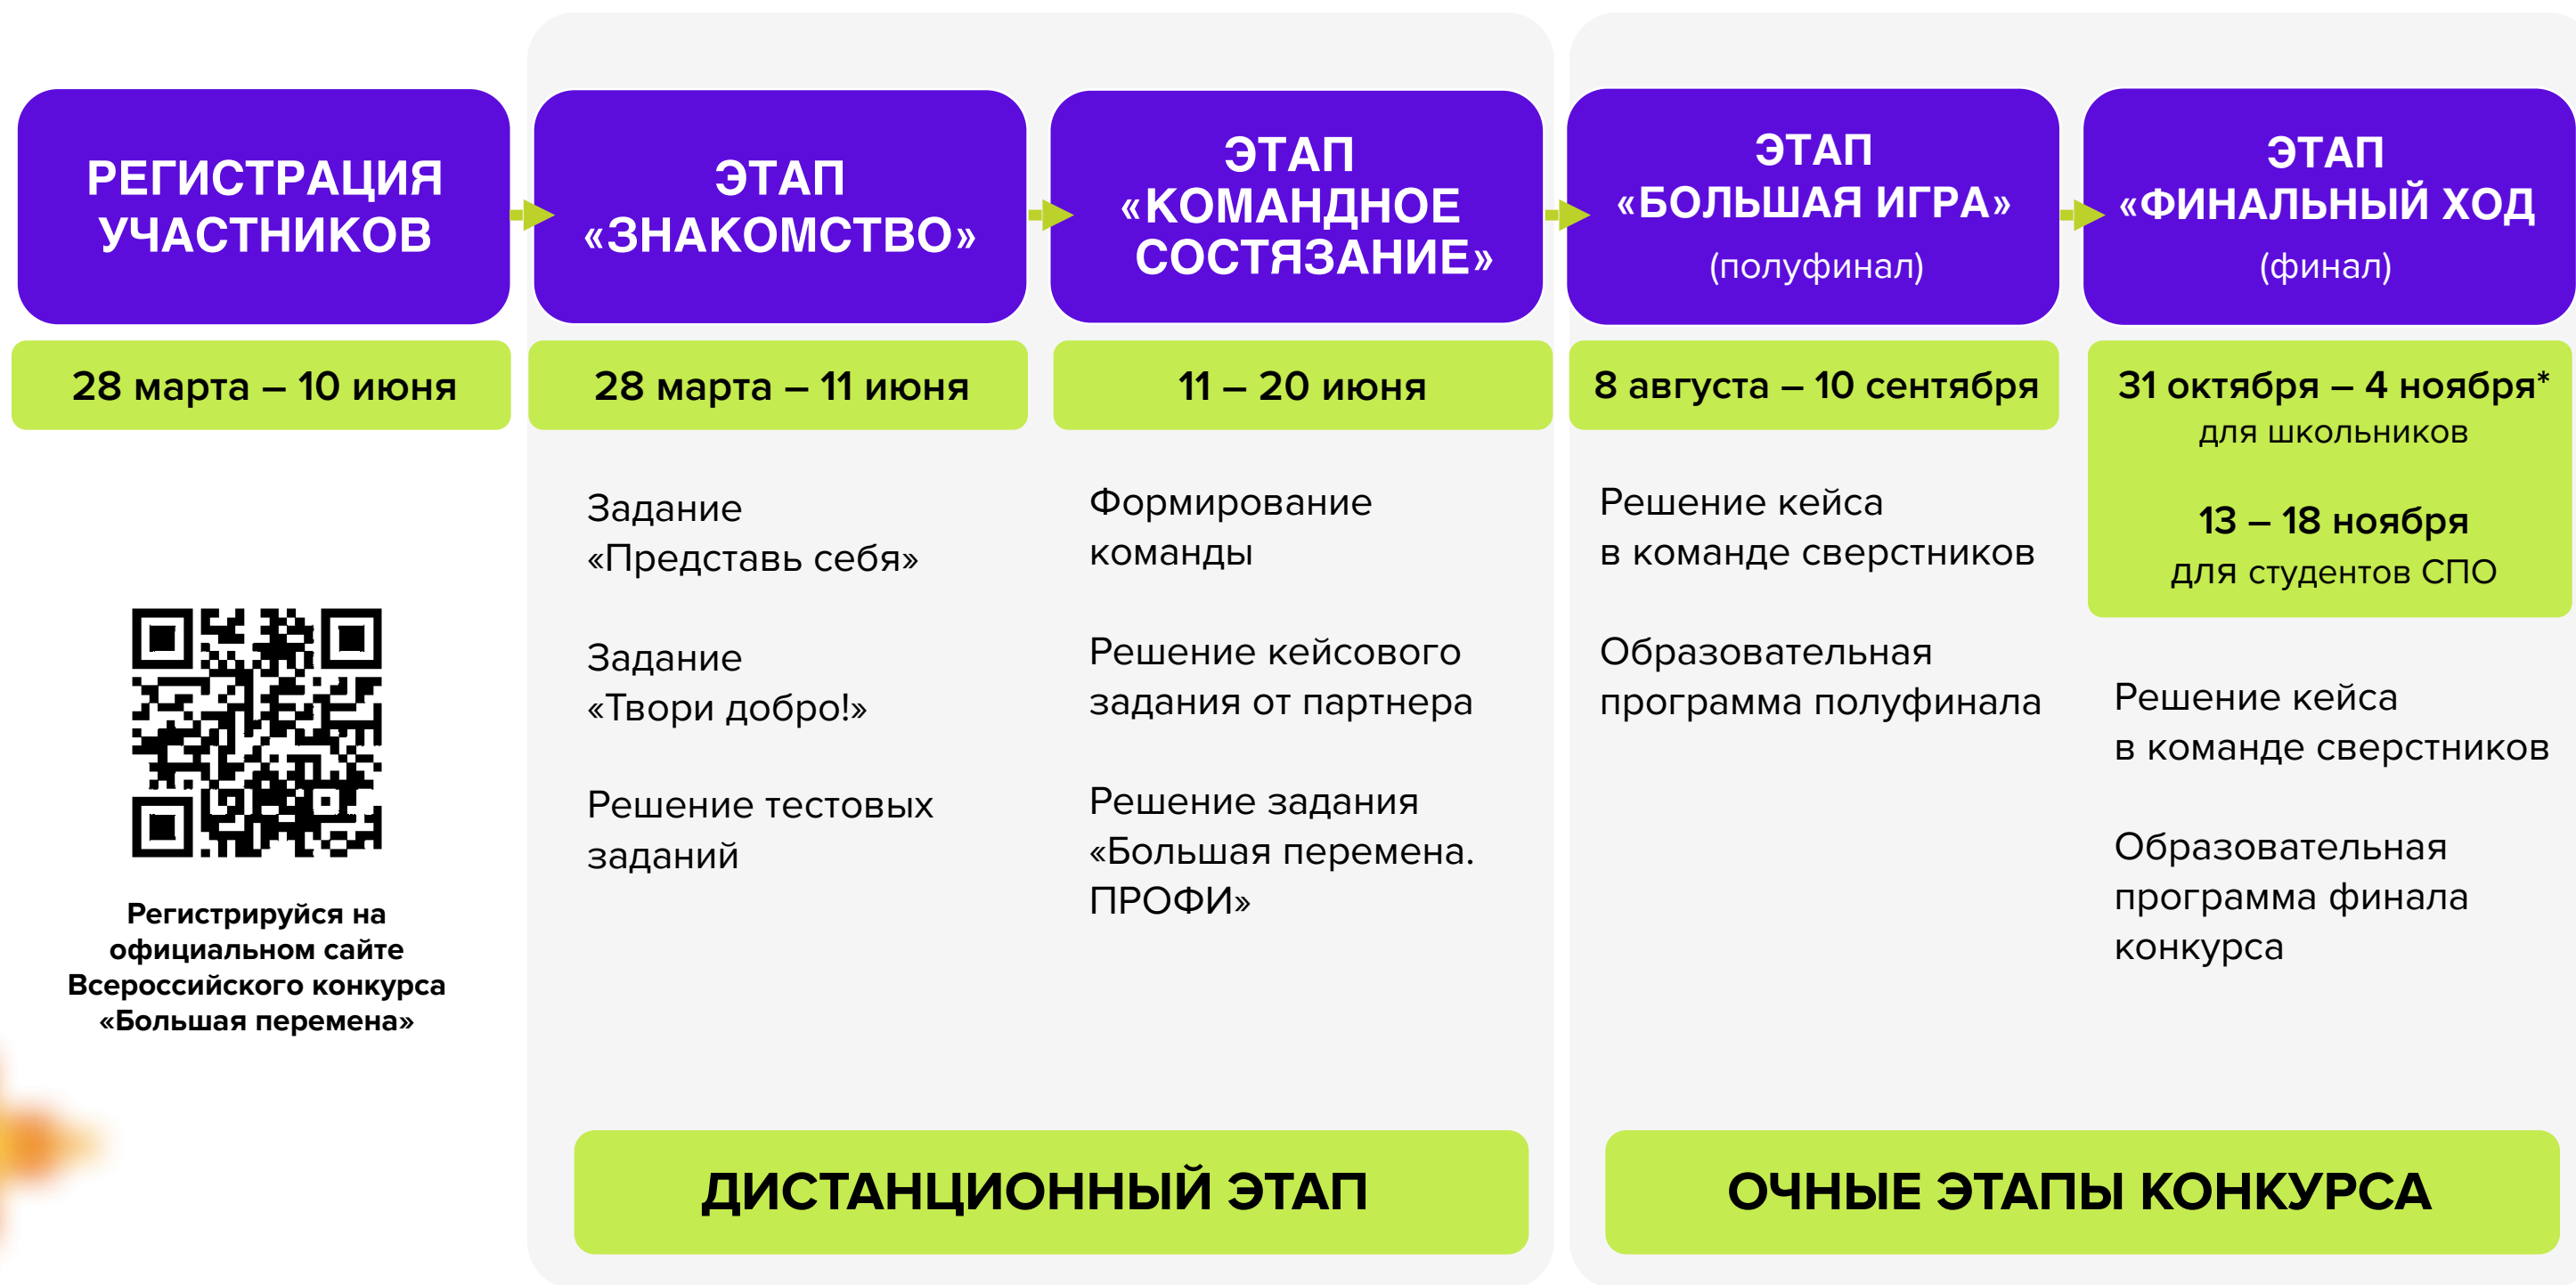 РЕГИСТРАЦИЯ
УЧАСТНИКОВ
28 марта – 10 июня
Регистрируйся на
официальном сайте
Всероссийского конкурса
«Большая перемена»
ЭТАП
«ЗНАКОМСТВО»
28 марта – 11 июня
Задание
«Представь себя»
Задание
«Твори добро!»
Решение тестовых
заданий
ЭТАП
«КОМАНДНОЕ
СОСТЯЗАНИЕ»
11 – 20 июня
Формирование
команды
Решение кейсового
задания от партнера
Решение задания
«Большая перемена.
ПРОФИ»
ДИСТАНЦИОННЫЙ ЭТАП
ЭТАП
«БОЛЬШАЯ ИГРА»
(полуфинал)
8 августа – 10 сентября
Решение кейса
в команде сверстников
Образовательная
программа полуфинала
ЭТАП
«ФИНАЛЬНЫЙ ХОД
(финал)
31 октября – 4 ноября*
для школьников
13 – 18 ноября
для студентов СПО
Решение кейса
в команде сверстников
Образовательная
программа финала
конкурса
ОЧНЫЕ ЭТАПЫ КОНКУРСА